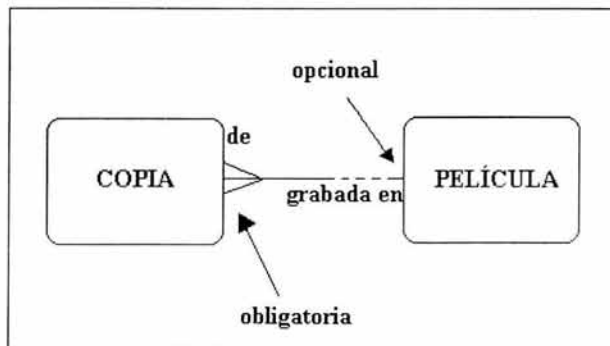 opcional
de
COPIA
PELÍCULA
grabada en
obligatoria